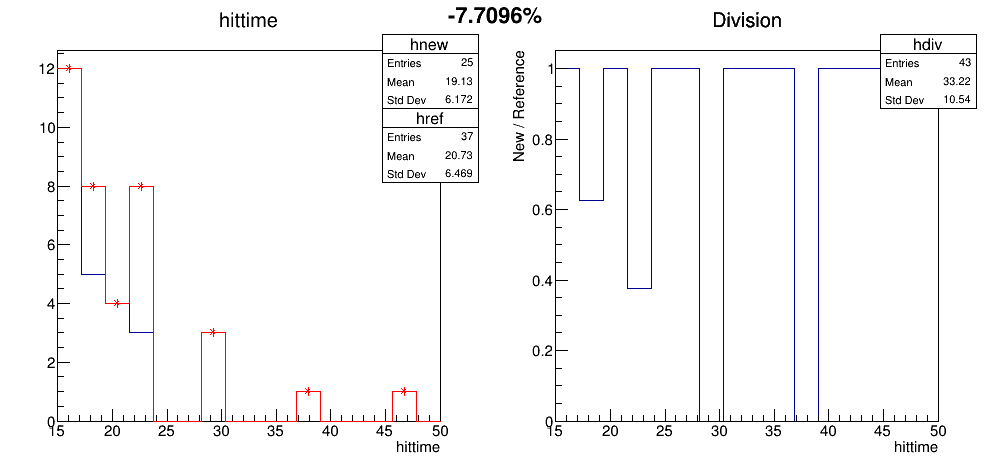 -7.7096%
hittime
hnew
Entries 25
Mean 19.13
Std Dev 6.172
href
Entries 37
Mean 20.73
Std Dev 6.469
12
10
8
6
4
2
0
15 20 25 30 35 40 45 50
hittime
Division
hdiv
Entries 43
Mean 33.22
Std Dev 10.54
New / Reference
1
0.8
0.6
0.4
0.2
0
15 20 25 30 35 40 45 50
hittime